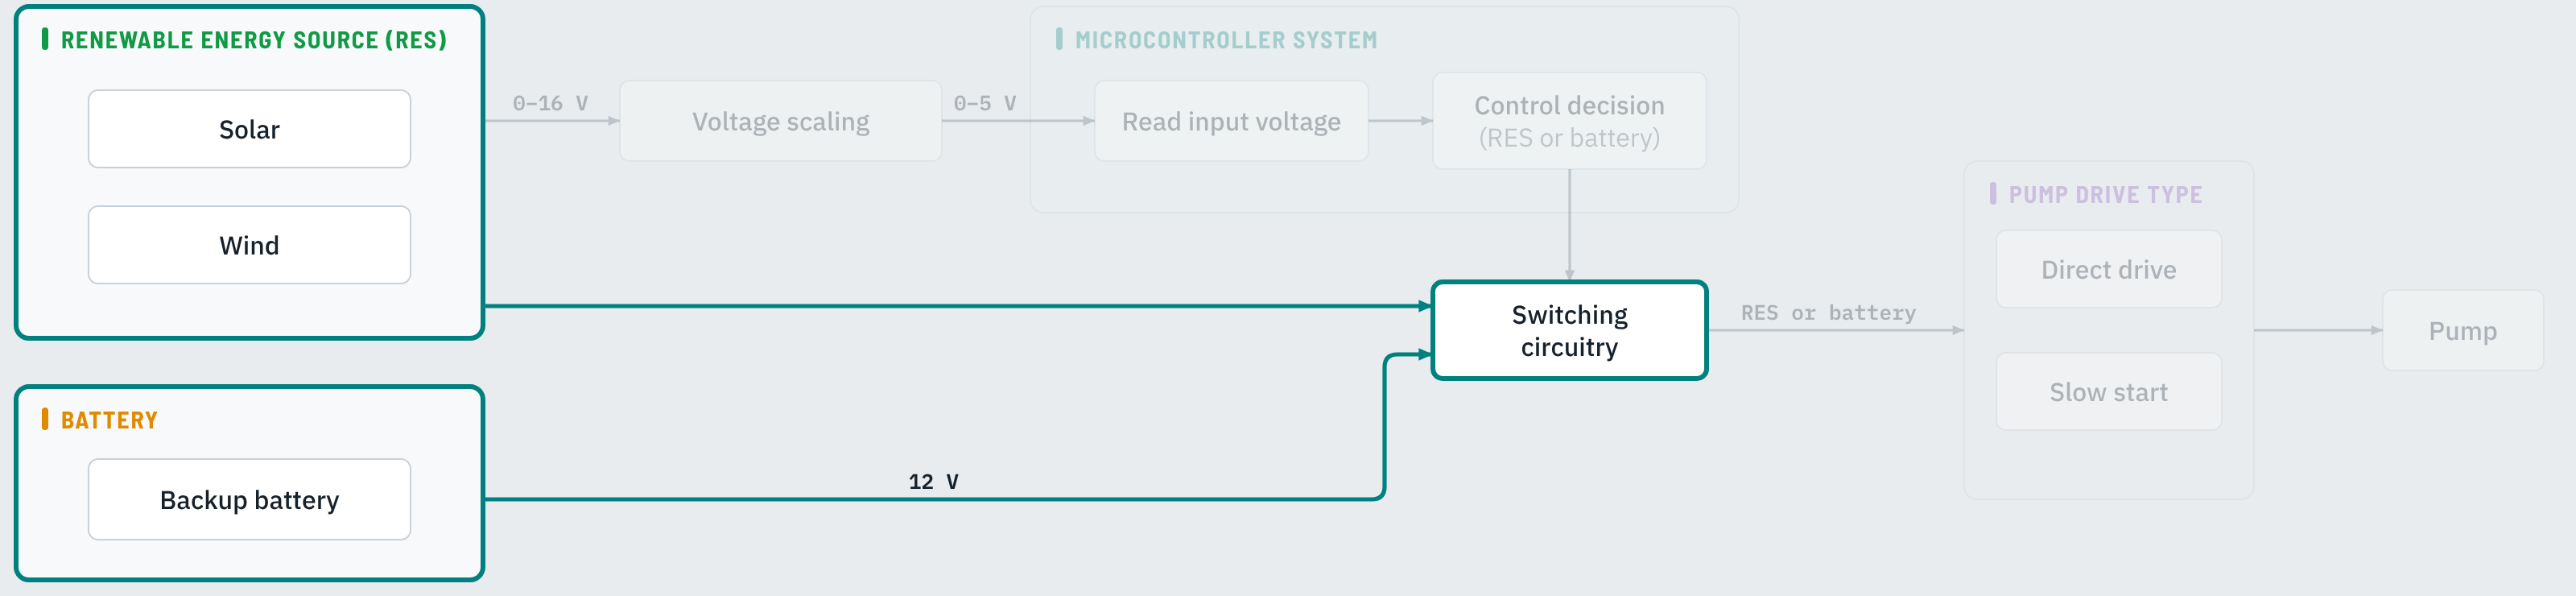 RENEWABLE ENERGY SOURCE (RES)
Solar
Wind
0–16 V
Voltage scaling
0–5 V
MICROCONTROLLER SYSTEM
Read input voltage
Control decision
(RES or battery)
BATTERY
Backup battery
12 V
Switching
circuitry
RES or battery
PUMP DRIVE TYPE
Direct drive
Slow start
Pump